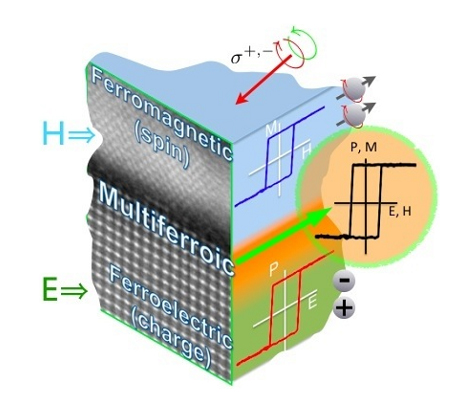 σ+,-
Ferromagnetic
(spin)
H⇒
M
H
P, M
E, H
Multiferroic
E⇒
Ferroelectric
(charge)
P
E
-
+